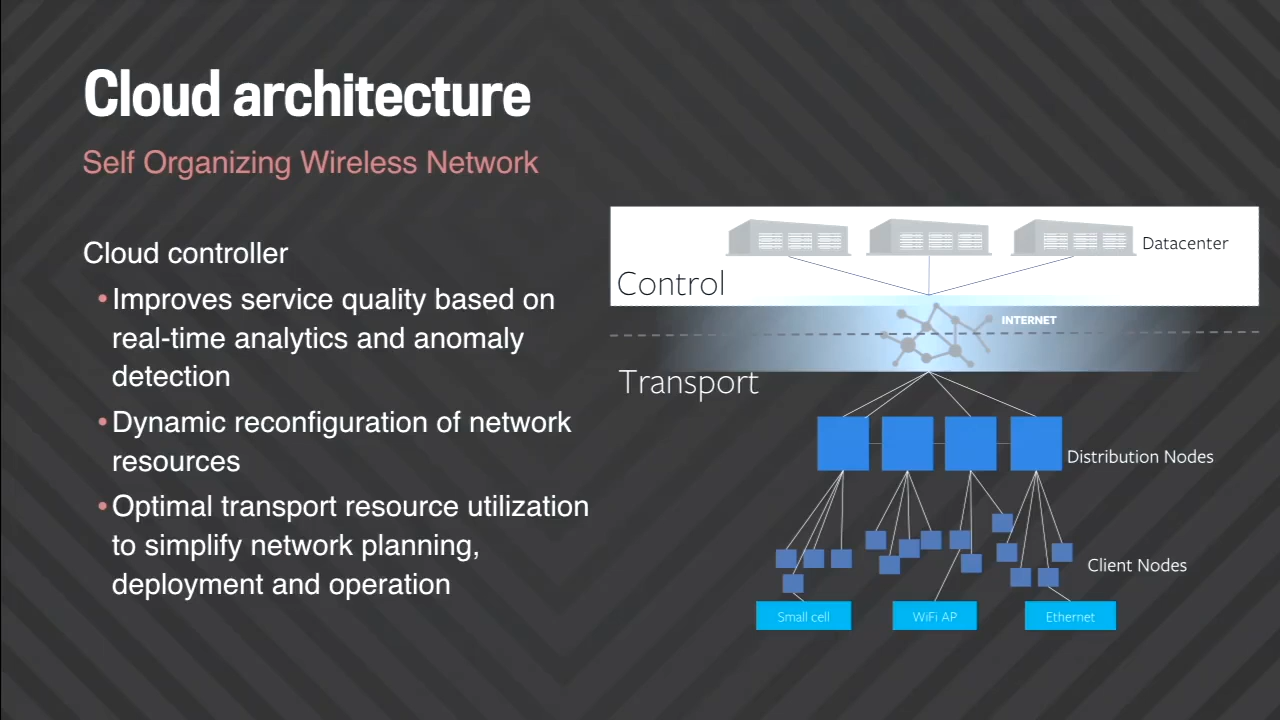 Cloud architecture
Self Organizing Wireless Network
Cloud controller
•Improves service quality based on
real-time analytics and anomaly
detection
•Dynamic reconfiguration of network
resources
•Optimal transport resource utilization
to simplify network planning,
deployment and operation
Datacenter
Control
INTERNET
Transport
Distribution Nodes
Client Nodes
Small cell
WiFi AP
Ethernet